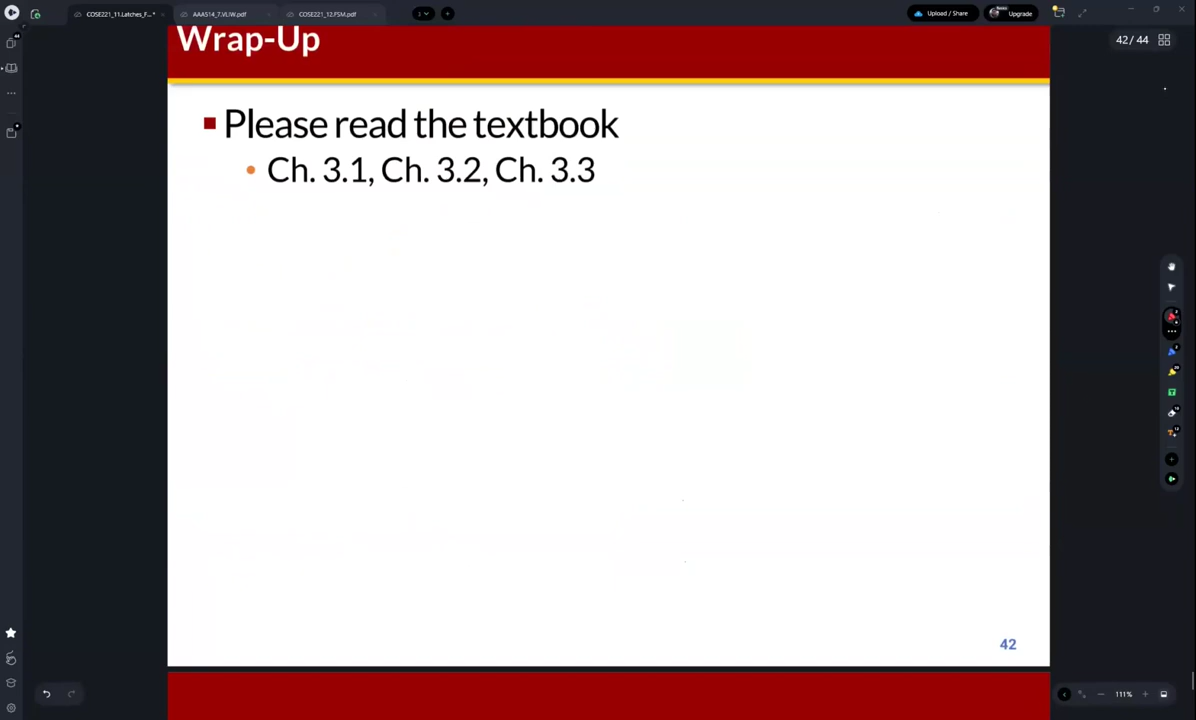 COSE221_11.Latches_F...*
AAAS14_7.VLIW.pdf
COSE221_12.FSM.pdf
Upload / Share
Upgrade
Wrap-Up
42 / 44
Please read the textbook
Ch. 3.1, Ch. 3.2, Ch. 3.3
42
111%